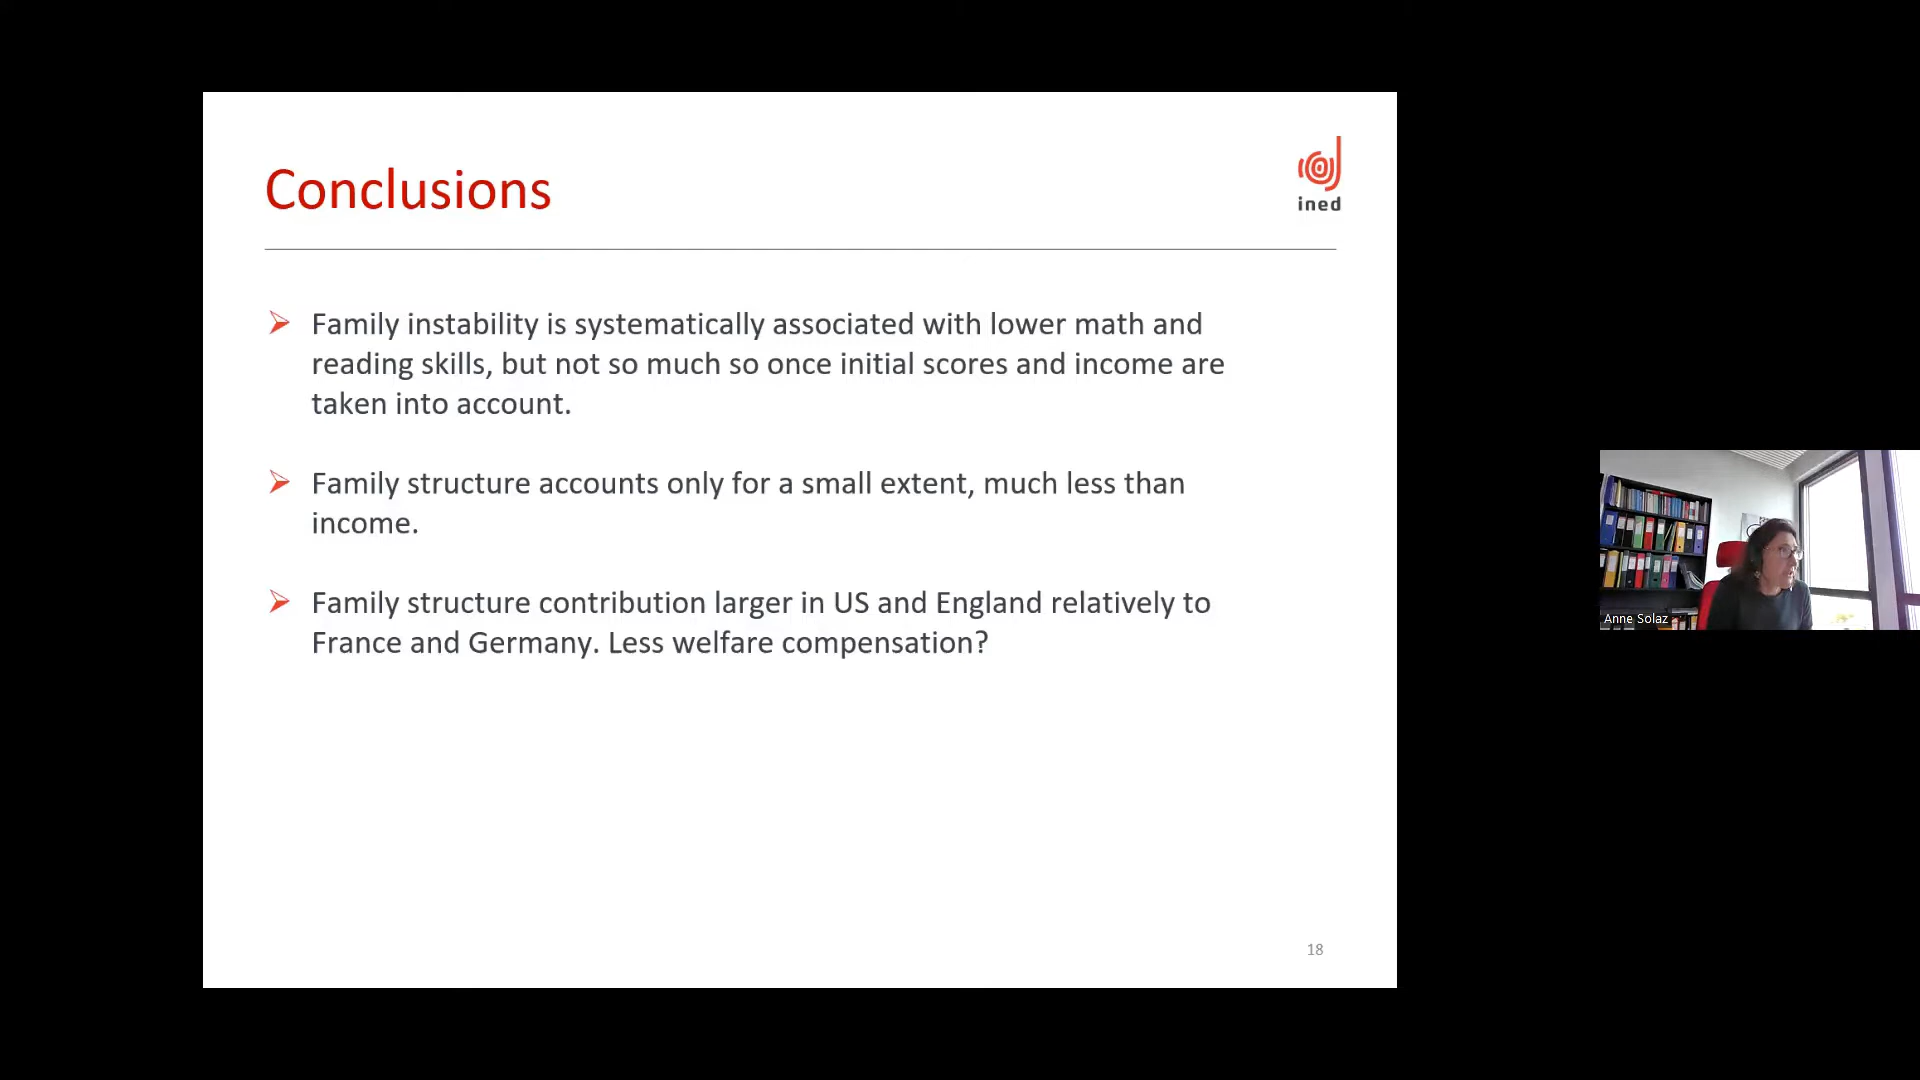 Conclusions
ined
Family instability is systematically associated with lower math and
reading skills, but not so much so once initial scores and income are
taken into account.
Family structure accounts only for a small extent, much less than
income.
Family structure contribution larger in US and England relatively to
France and Germany. Less welfare compensation?
18
Anne Solaz